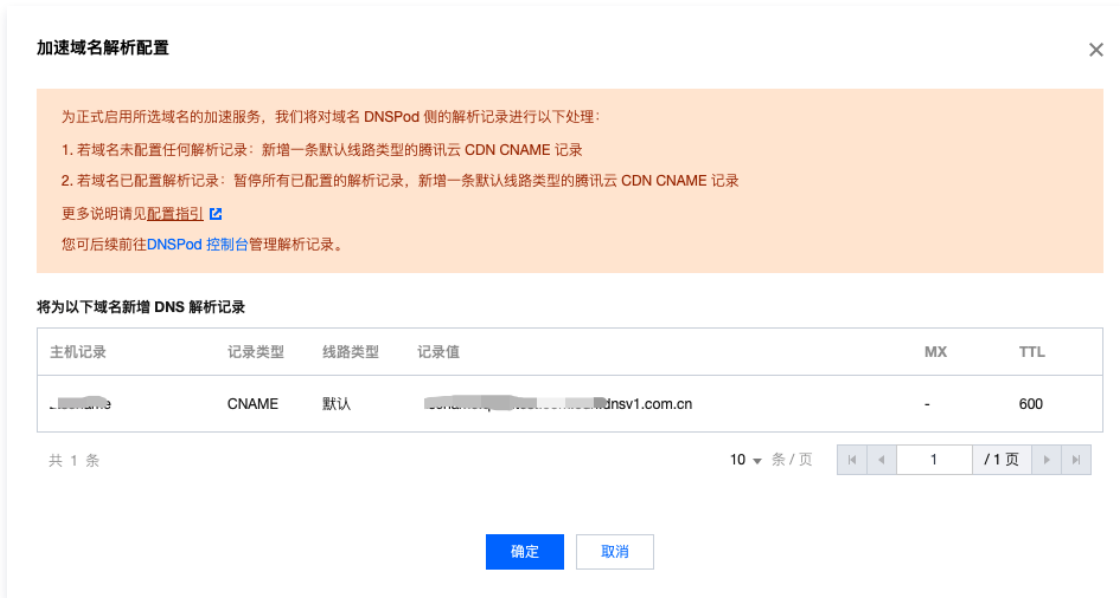 加速域名解析配置
为正式启用所选域名的加速服务，我们将对域名 DNSPod 侧的解析记录进行以下处理：
1. 若域名未配置任何解析记录：新增一条默认线路类型的腾讯云 CDN CNAME 记录
2. 若域名已配置解析记录：暂停所有已配置的解析记录，新增一条默认线路类型的腾讯云 CDN CNAME 记录
更多说明请见配置指引
您可后续前往DNSPod 控制台管理解析记录。
将为以下域名新增 DNS 解析记录
主机记录 记录类型 线路类型 记录值 MX TTL
CNAME 默认 dnsv1.com.cn - 600
共 1 条 10 条 / 页 1 / 1 页
确定 取消